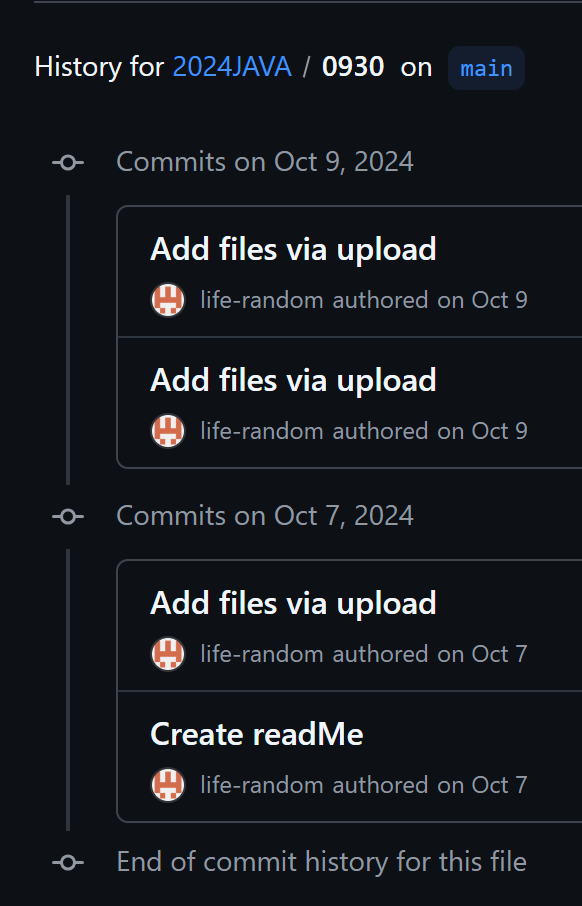 History for 2024JAVA / 0930 on main
Commits on Oct 9, 2024
Add files via upload
life-random authored on Oct 9
Add files via upload
life-random authored on Oct 9
Commits on Oct 7, 2024
Add files via upload
life-random authored on Oct 7
Create readMe
life-random authored on Oct 7
End of commit history for this file